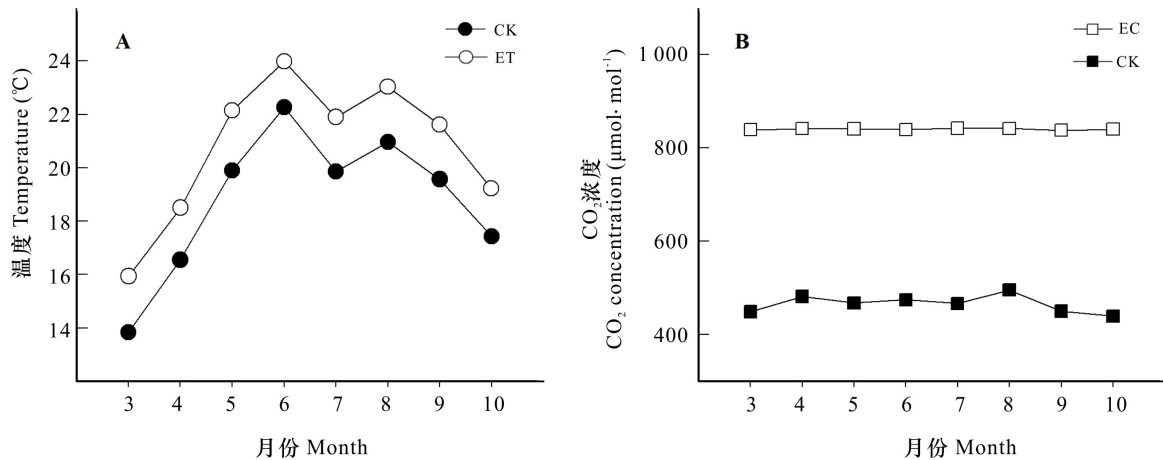 A
CK
ET
温度 Temperature (℃)
24
22
20
18
16
14
3 4 5 6 7 8 9 10
月份 Month
B
EC
CK
CO₂浓度
CO₂ concentration (μmol·mol⁻¹)
1 000
800
600
400
3 4 5 6 7 8 9 10
月份 Month